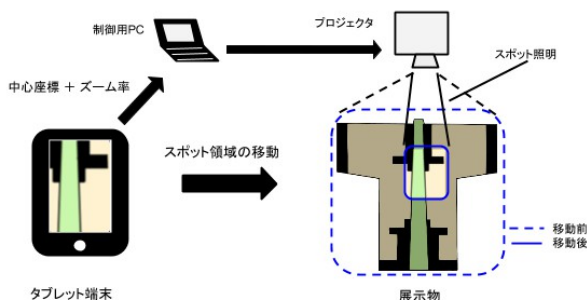 制御用PC
プロジェクタ
スポット照明
中心座標 + ズーム率
スポット領域の移動
移動前
移動後
タブレット端末
展示物